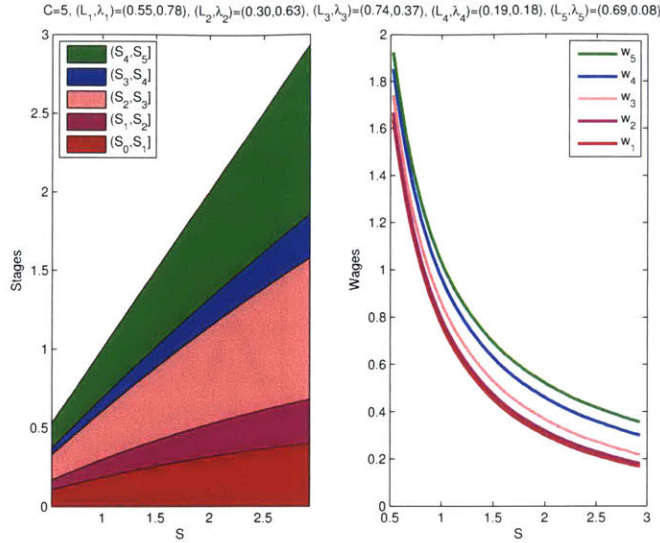 C=5, (L₁,λ₁)=(0.55,0.78), (L₂,λ₂)=(0.30,0.63), (L₃,λ₃)=(0.74,0.37), (L₄,λ₄)=(0.19,0.18), (L₅,λ₅)=(0.69,0.08)
3
2.5
2
1.5
1
0.5
0
Stages
(S₄,S₅]
(S₃,S₄]
(S₂,S₃]
(S₁,S₂]
(S₀,S₁]
1 1.5 2 2.5
S
2
1.8
1.6
1.4
1.2
1
0.8
0.6
0.4
0.2
0
Wages
w₅
w₄
w₃
w₂
w₁
0.5 1 1.5 2 2.5 3
S